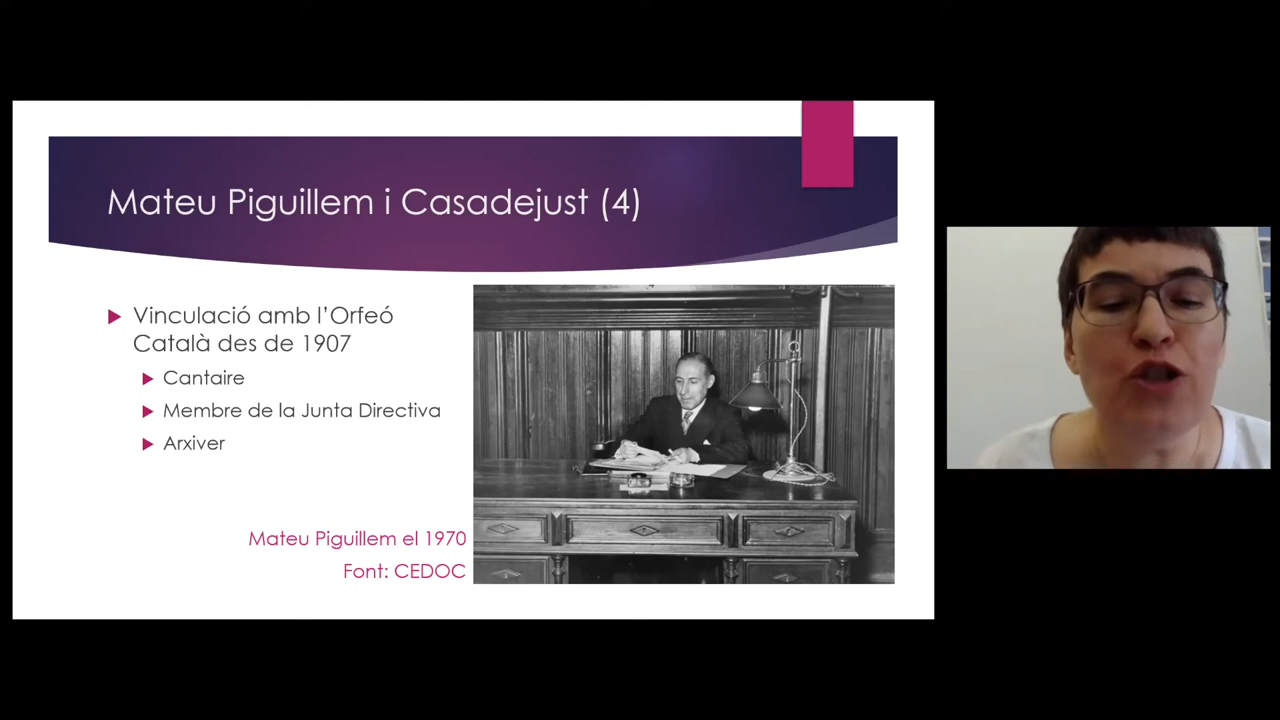 Mateu Piguillem i Casadejust (4)
Vinculació amb l'Orfeó
Català des de 1907
Cantaire
Membre de la Junta Directiva
Arxiver
Mateu Piguillem el 1970
Font: CEDOC